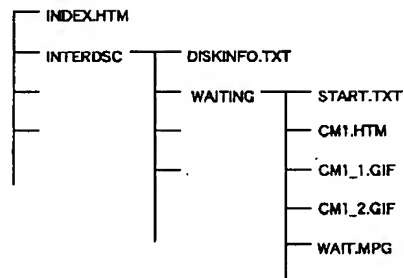 INDEX.HTM
INTERDSC DISKINFO.TXT
WAITING START.TXT
CM1.HTM
CM1_1.GIF
CM1_2.GIF
WAIT.MPG